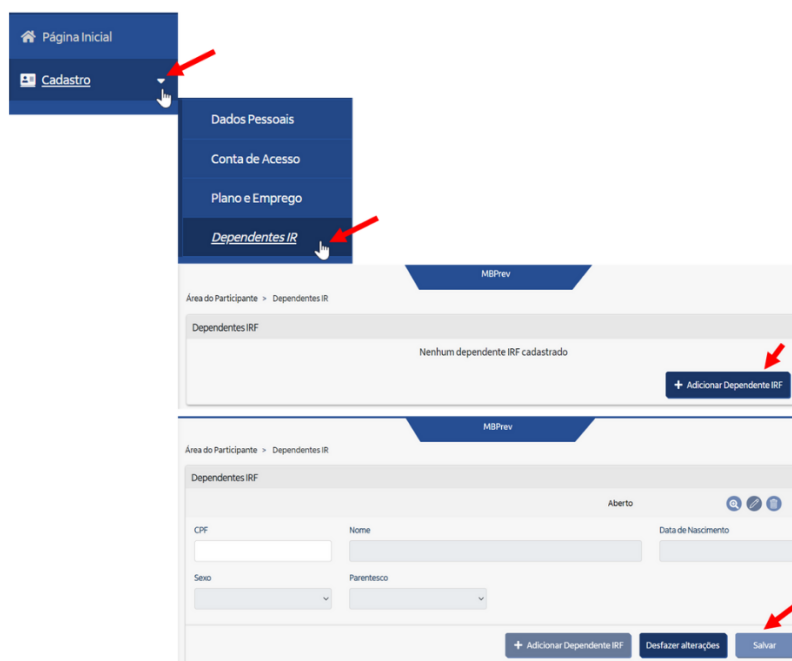 Página Inicial
Cadastro
Dados Pessoais
Conta de Acesso
Plano e Emprego
Dependentes IR
MBPrev
Área do Participante > Dependentes IR
Dependentes IRF
Nenhum dependente IRF cadastrado
+ Adicionar Dependente IRF
MBPrev
Área do Participante > Dependentes IR
Dependentes IRF
Aberto
CPF Nome Data de Nascimento
Sexo Parentesco
+ Adicionar Dependente IRF Desfazer alterações Salvar